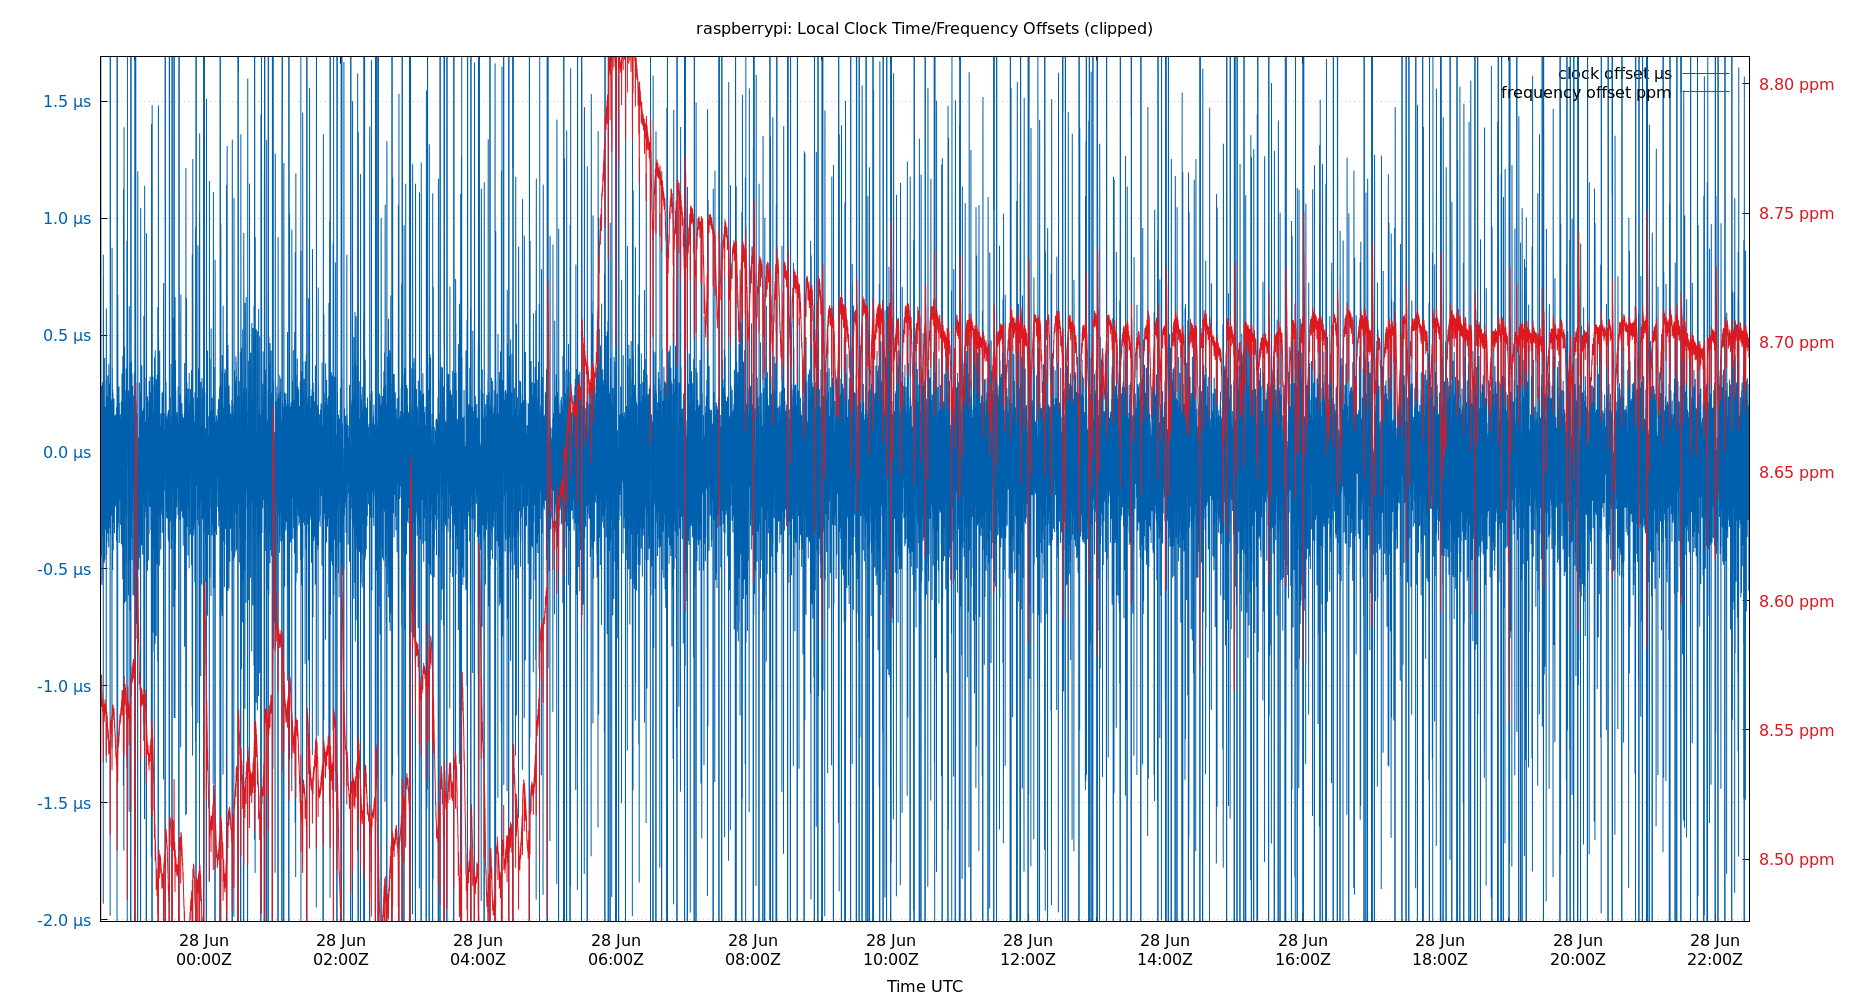 raspberrypi: Local Clock Time/Frequency Offsets (clipped)
clock offset µs
frequency offset ppm
1.5 µs
1.0 µs
0.5 µs
0.0 µs
-0.5 µs
-1.0 µs
-1.5 µs
-2.0 µs
8.80 ppm
8.75 ppm
8.70 ppm
8.65 ppm
8.60 ppm
8.55 ppm
8.50 ppm
28 Jun 28 Jun 28 Jun 28 Jun 28 Jun 28 Jun 28 Jun 28 Jun 28 Jun 28 Jun 28 Jun 28 Jun
00:00Z 02:00Z 04:00Z 06:00Z 08:00Z 10:00Z 12:00Z 14:00Z 16:00Z 18:00Z 20:00Z 22:00Z
Time UTC